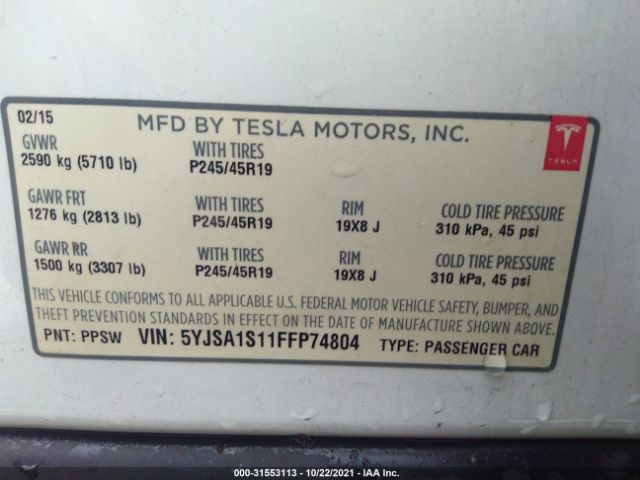 02/15
MFD BY TESLA MOTORS, INC.
TESLA
GVWR WITH TIRES
2590 kg (5710 lb) P245/45R19
GAWR FRT WITH TIRES RIM COLD TIRE PRESSURE
1276 kg (2813 lb) P245/45R19 19X8 J 310 kPa, 45 psi
GAWR RR WITH TIRES RIM COLD TIRE PRESSURE
1500 kg (3307 lb) P245/45R19 19X8 J 310 kPa, 45 psi
THIS VEHICLE CONFORMS TO ALL APPLICABLE U.S. FEDERAL MOTOR VEHICLE SAFETY, BUMPER, AND
THEFT PREVENTION STANDARDS IN EFFECT ON THE DATE OF MANUFACTURE SHOWN ABOVE.
PNT: PPSW VIN: 5YJSA1S11FFP74804 TYPE: PASSENGER CAR
000-31553113 - 10/22/2021 - IAA Inc.